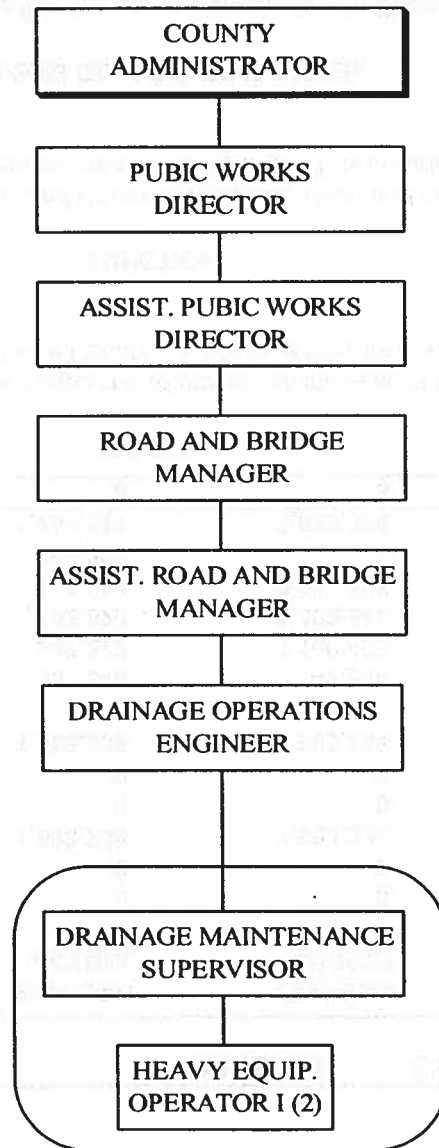 COUNTY
ADMINISTRATOR
PUBIC WORKS
DIRECTOR
ASSIST. PUBIC WORKS
DIRECTOR
ROAD AND BRIDGE
MANAGER
ASSIST. ROAD AND BRIDGE
MANAGER
DRAINAGE OPERATIONS
ENGINEER
DRAINAGE MAINTENANCE
SUPERVISOR
HEAVY EQUIP.
OPERATOR I (2)